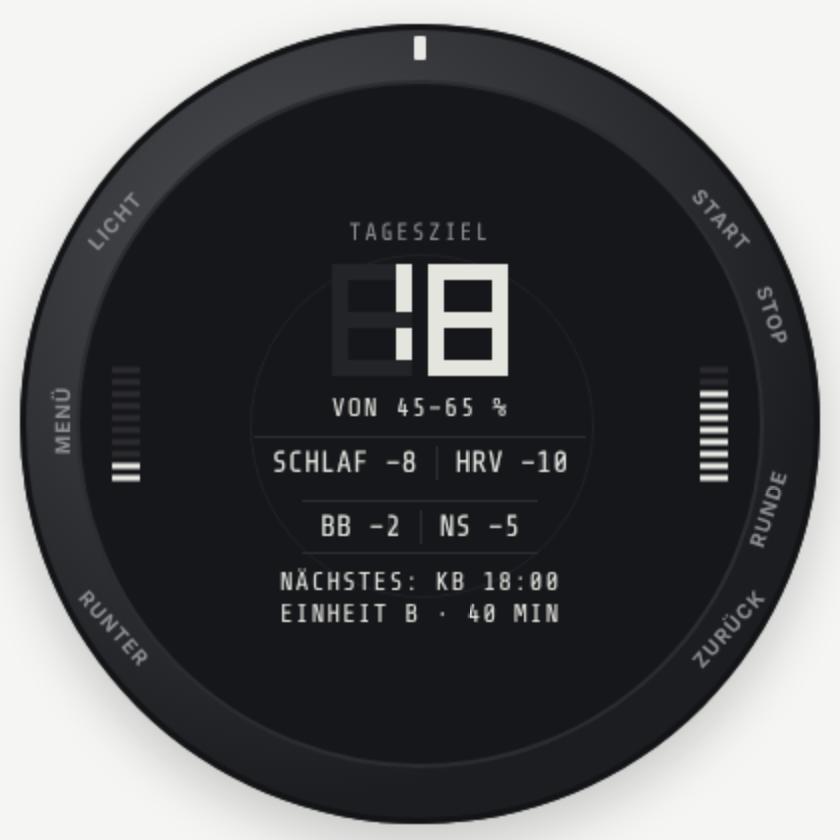 LICHT
START
STOP
TAGESZIEL
18
VON 45–65 %
MENÜ
SCHLAF –8 | HRV –10
BB –2 | NS –5
RUNDE
NÄCHSTES: KB 18:00
EINHEIT B · 40 MIN
RUNTER
ZURÜCK